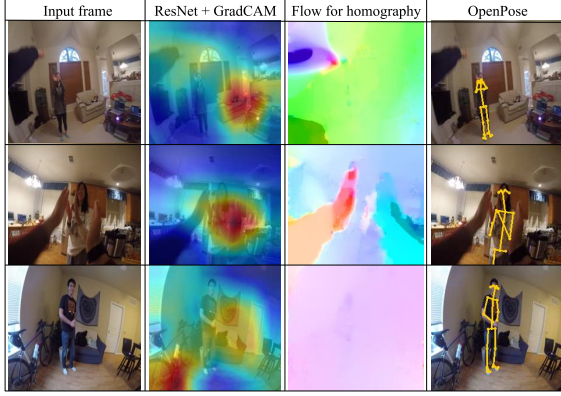 Input frame
ResNet + GradCAM
Flow for homography
OpenPose